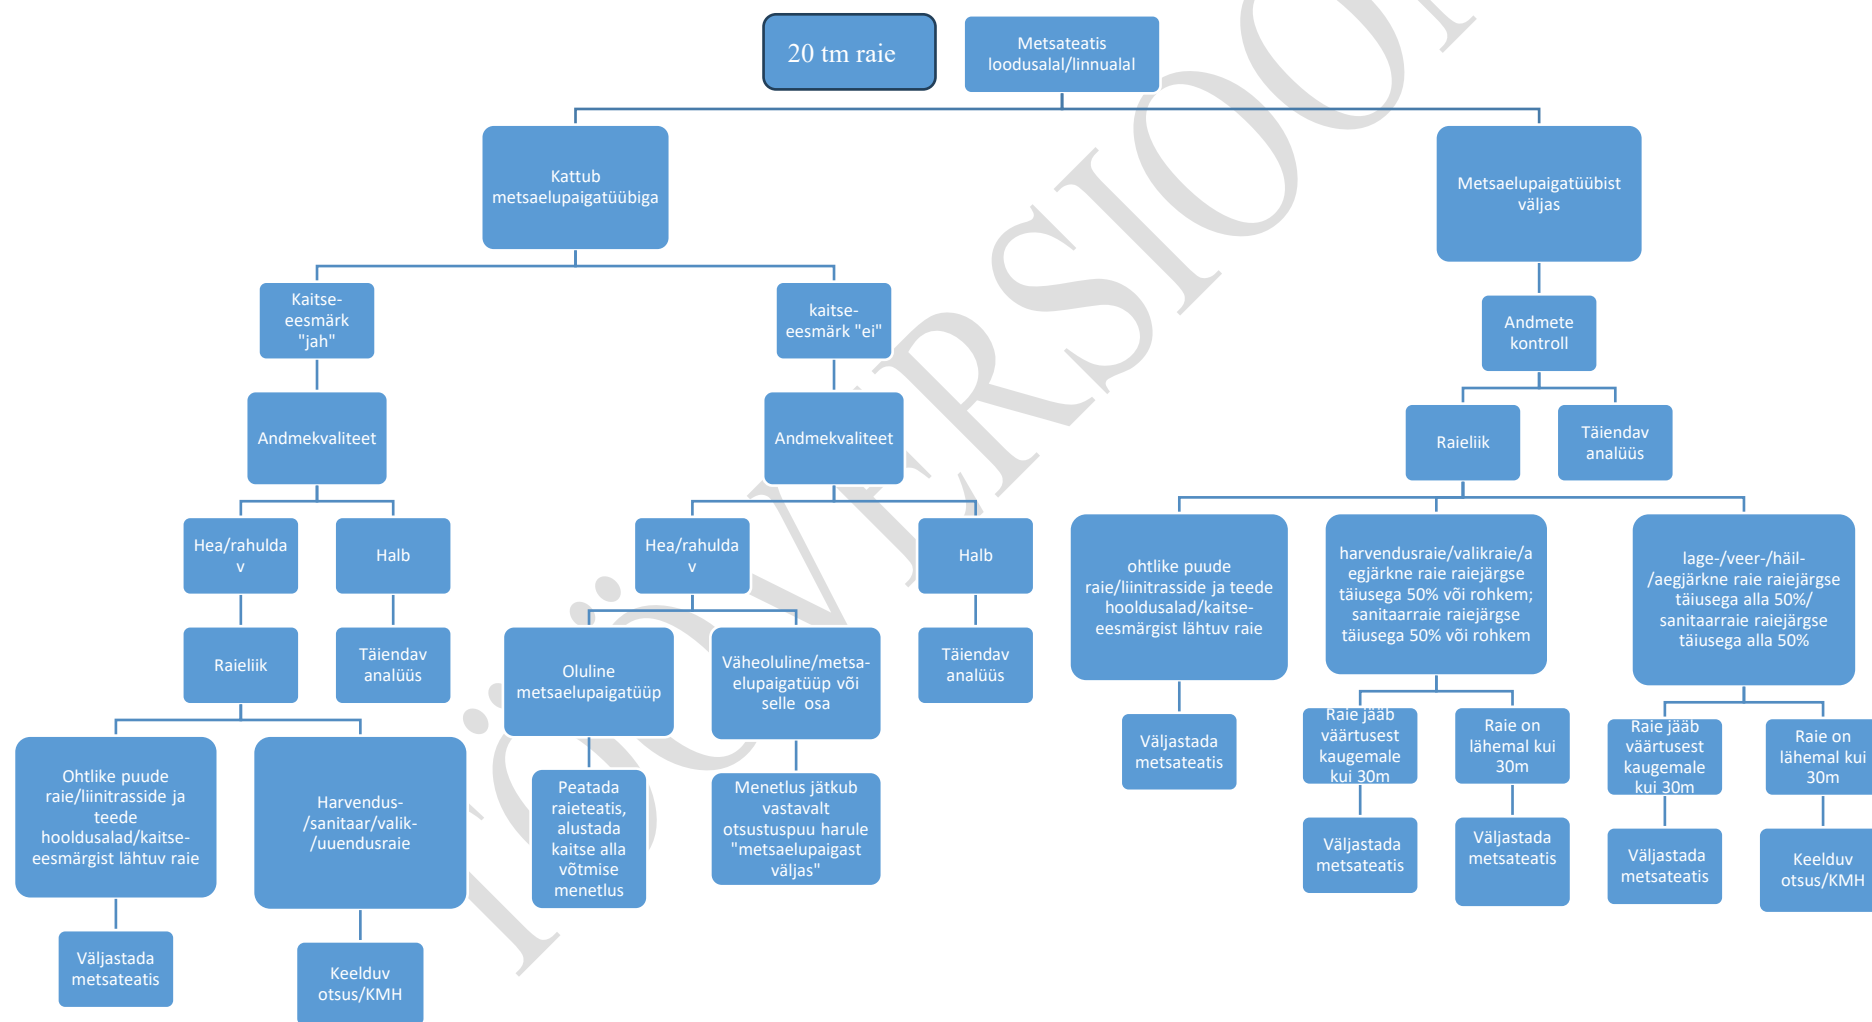 20 tm raie
Metsateatis
loodusalal/linnualal
Kattub
metsaelupaigatüübiga
Metsaelupaigatüübist
väljas
Kaitse-
eesmärk
"jah"
kaitse-
eesmärk "ei"
Andmete
kontroll
Andmekvaliteet
Andmekvaliteet
Raieliik
Täiendav
analüüs
Hea/rahulda
v
Halb
Hea/rahulda
v
Halb
ohtlike puude
raie/liinitrasside ja teede
hooldusalad/kaitse-
eesmärgist lähtuv raie
harvendusraie/valikraie/a
egjärkne raie raiejärgse
täiusega 50% või rohkem;
sanitaarraie raiejärgse
täiusega 50% või rohkem
lage-/veer-/häil-
/aegjärkne raie raiejärgse
täiusega alla 50%/
sanitaarraie raiejärgse
täiusega alla 50%
Raieliik
Täiendav
analüüs
Oluline
metsaelupaigatüüp
Väheoluline/metsa-
elupaigatüüp või
selle osa
Täiendav
analüüs
Väljastada
metsateatis
Raie jääb
väärtusest
kaugemale
kui 30m
Raie on
lähemal kui
30m
Raie jääb
väärtusest
kaugemale
kui 30m
Raie on
lähemal kui
30m
Ohtlike puude
raie/liinitrasside ja
teede
hooldusalad/kaitse-
eesmärgist lähtuv raie
Harvendus-
/sanitaar/valik-
/uuendusraie
Peatada
raieteatis,
alustada
kaitse alla
võtmise
menetlus
Menetlus jätkub
vastavalt
otsustuspuu harule
"metsaelupaigast
väljas"
Väljastada
metsateatis
Väljastada
metsateatis
Väljastada
metsateatis
Keelduv
otsus/KMH
Väljastada
metsateatis
Keelduv
otsus/KMH
TÖÖVERSIOON